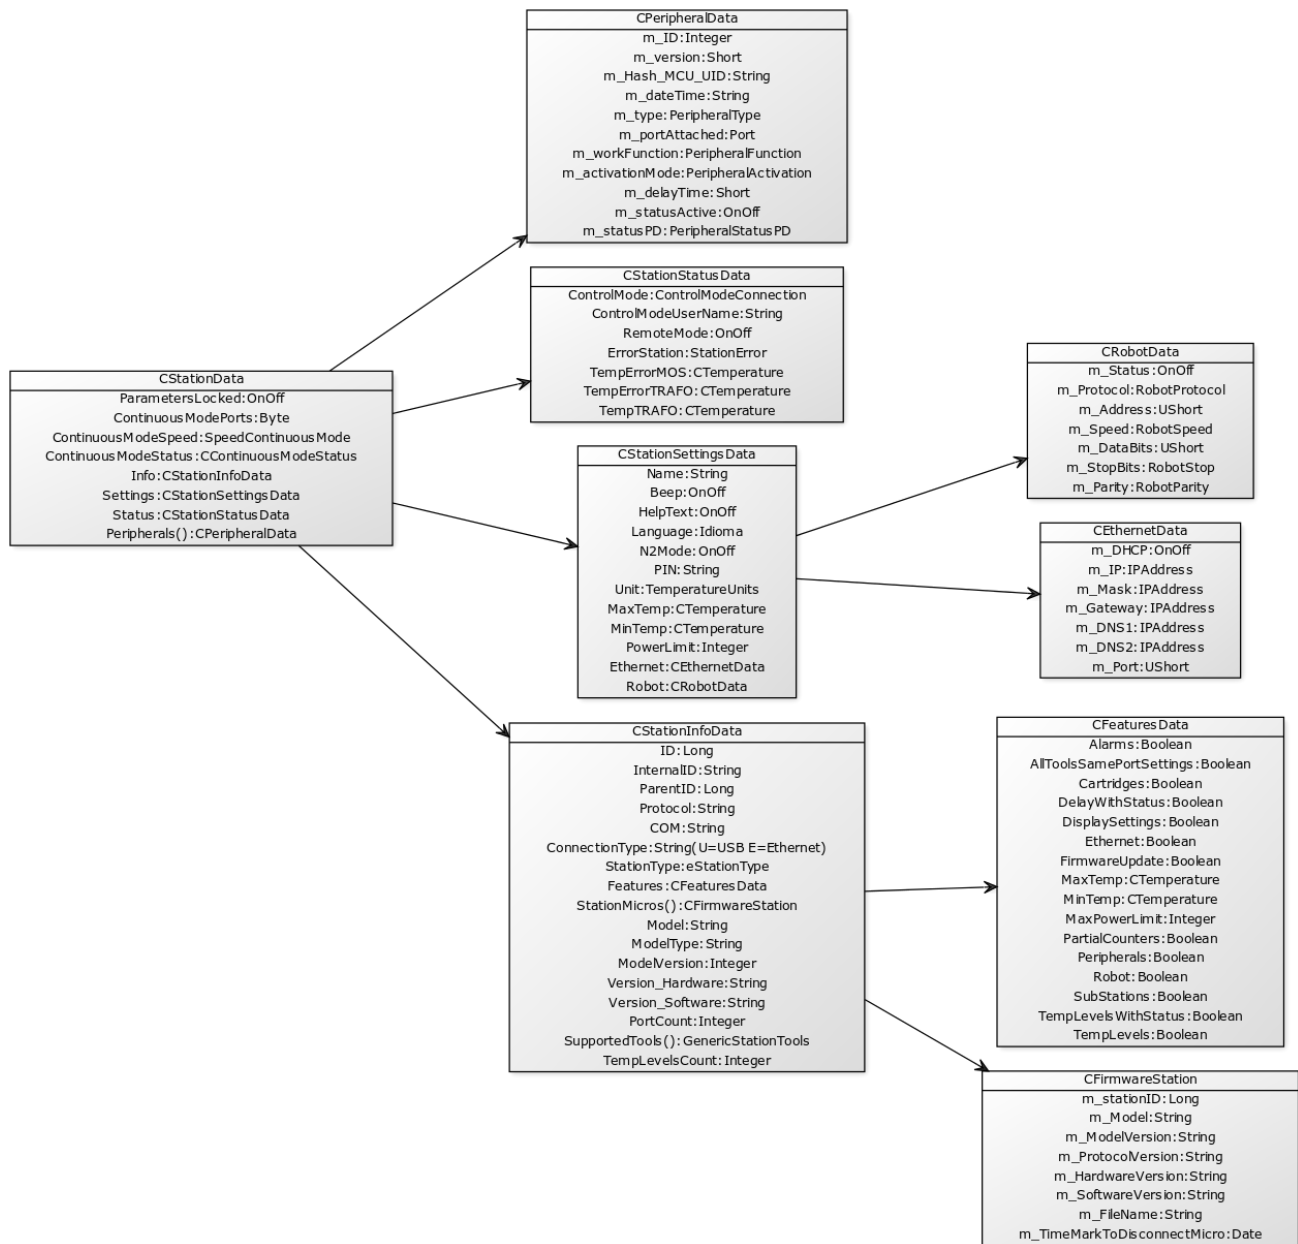 CPeripheralData
m_ID:Integer
m_version:Short
m_Hash_MCU_UID:String
m_dateTime:String
m_type:PeripheralType
m_portAttached:Port
m_workFunction:PeripheralFunction
m_activationMode:PeripheralActivation
m_delayTime:Short
m_statusActive:OnOff
m_statusPD:PeripheralStatusPD
CStationStatusData
ControlMode:ControlModeConnection
ControlModeUserName:String
RemoteMode:OnOff
ErrorStation:StationError
TempErrorMOS:CTemperature
TempErrorTRAFO:CTemperature
TempTRAFO:CTemperature
CStationData
ParametersLocked:OnOff
ContinuousModePorts:Byte
ContinuousModeSpeed:SpeedContinuousMode
ContinuousModeStatus:CContinuousModeStatus
Info:CStationInfoData
Settings:CStationSettingsData
Status:CStationStatusData
Peripherals():CPeripheralData
CStationSettingsData
Name:String
Beep:OnOff
HelpText:OnOff
Language:Idioma
N2Mode:OnOff
PIN:String
Unit:TemperatureUnits
MaxTemp:CTemperature
MinTemp:CTemperature
PowerLimit:Integer
Ethernet:CEthernetData
Robot:CRobotData
CRobotData
m_Status:OnOff
m_Protocol:RobotProtocol
m_Address:UShort
m_Speed:RobotSpeed
m_DataBits:UShort
m_StopBits:RobotStop
m_Parity:RobotParity
CEthernetData
m_DHCP:OnOff
m_IP:IPAddress
m_Mask:IPAddress
m_Gateway:IPAddress
m_DNS1:IPAddress
m_DNS2:IPAddress
m_Port:UShort
CStationInfoData
ID:Long
InternalID:String
ParentID:Long
Protocol:String
COM:String
ConnectionType:String(U=USB E=Ethernet)
StationType:eStationType
Features:CFeaturesData
StationMicros():CFirmwareStation
Model:String
ModelType:String
ModelVersion:Integer
Version_Hardware:String
Version_Software:String
PortCount:Integer
SupportedTools():GenericStationTools
TempLevelsCount:Integer
CFeaturesData
Alarms:Boolean
AllToolsSamePortSettings:Boolean
Cartridges:Boolean
DelayWithStatus:Boolean
DisplaySettings:Boolean
Ethernet:Boolean
FirmwareUpdate:Boolean
MaxTemp:CTemperature
MinTemp:CTemperature
MaxPowerLimit:Integer
PartialCounters:Boolean
Peripherals:Boolean
Robot:Boolean
SubStations:Boolean
TempLevelsWithStatus:Boolean
TempLevels:Boolean
CFirmwareStation
m_stationID:Long
m_Model:String
m_ModelVersion:String
m_ProtocolVersion:String
m_HardwareVersion:String
m_SoftwareVersion:String
m_FileName:String
m_TimeMarkToDisconnectMicro:Date